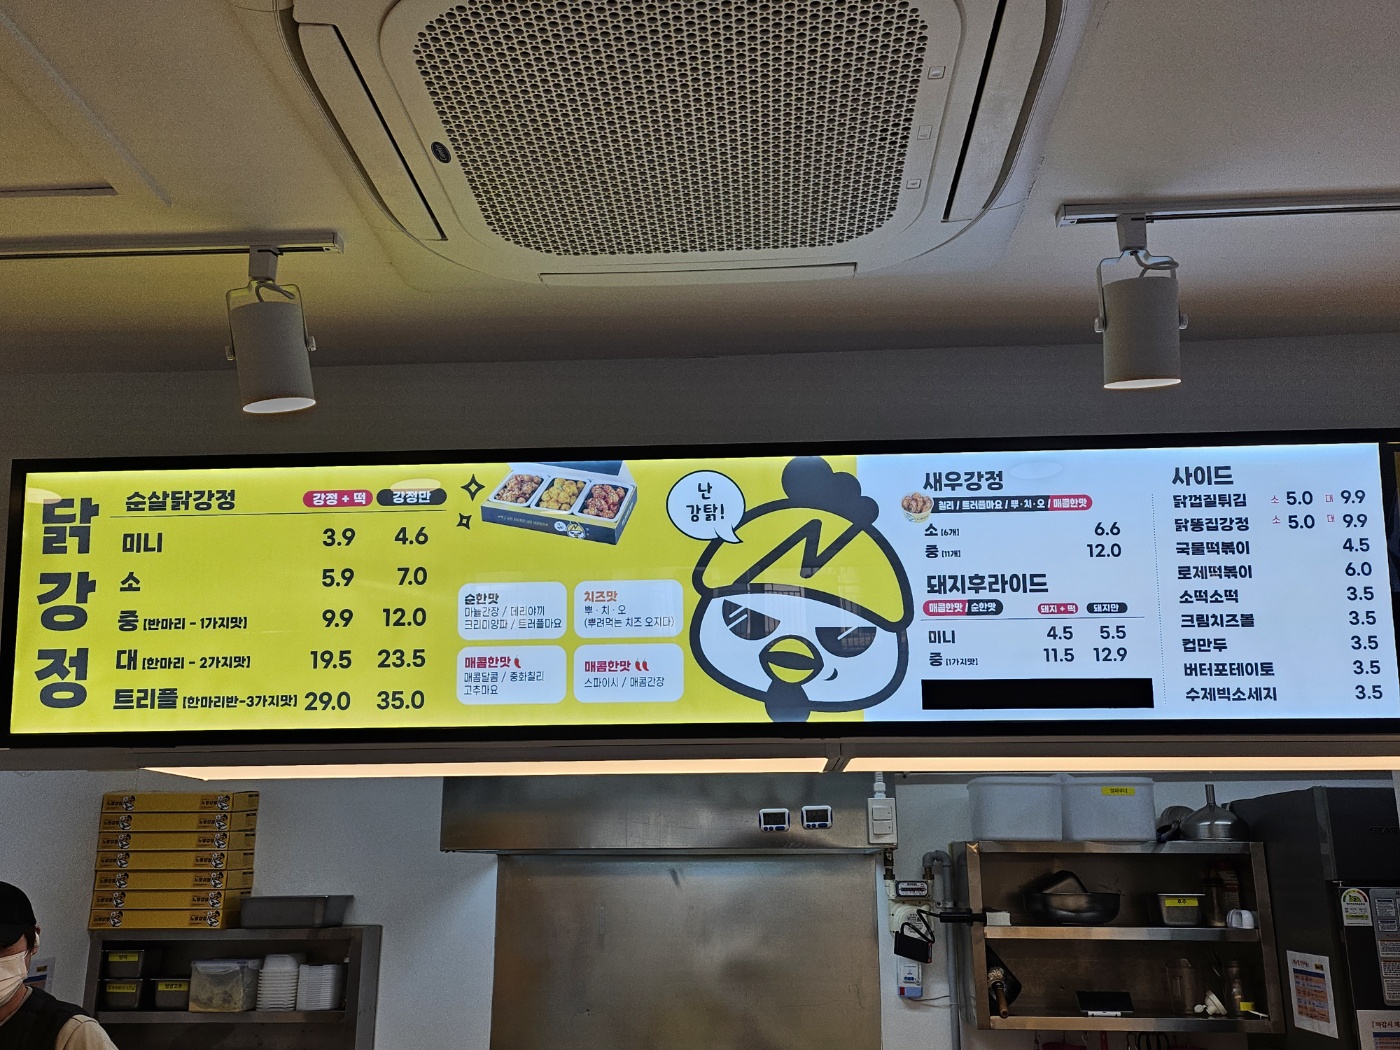 닭
강
정
순살닭강정 강정 + 떡 강정만
미니 3.9 4.6
소 5.9 7.0
중 [반마리 - 1가지맛] 9.9 12.0
대 [한마리 - 2가지맛] 19.5 23.5
트리플 [한마리반-3가지맛] 29.0 35.0
순한맛
마늘간장 / 데리야끼
크리미양파 / 트러플마요
치즈맛
뿌·치·오
(뿌려먹는 치즈 오지다)
매콤한맛
매콤달콤 / 중화칠리
고추마요
매콤한맛
스파이시 / 매콤간장
난
강탉!
새우강정
칠리 / 트러플마요 / 뿌·치·오 / 매콤한맛
소 [6개] 6.6
중 [11개] 12.0
돼지후라이드
매콤한맛 / 순한맛 돼지 + 떡 돼지만
미니 4.5 5.5
중 [1가지맛] 11.5 12.9
사이드
닭껍질튀김 소 5.0 대 9.9
닭똥집강정 소 5.0 대 9.9
국물떡볶이 4.5
로제떡볶이 6.0
소떡소떡 3.5
크림치즈볼 3.5
컵만두 3.5
버터포테이토 3.5
수제빅소세지 3.5